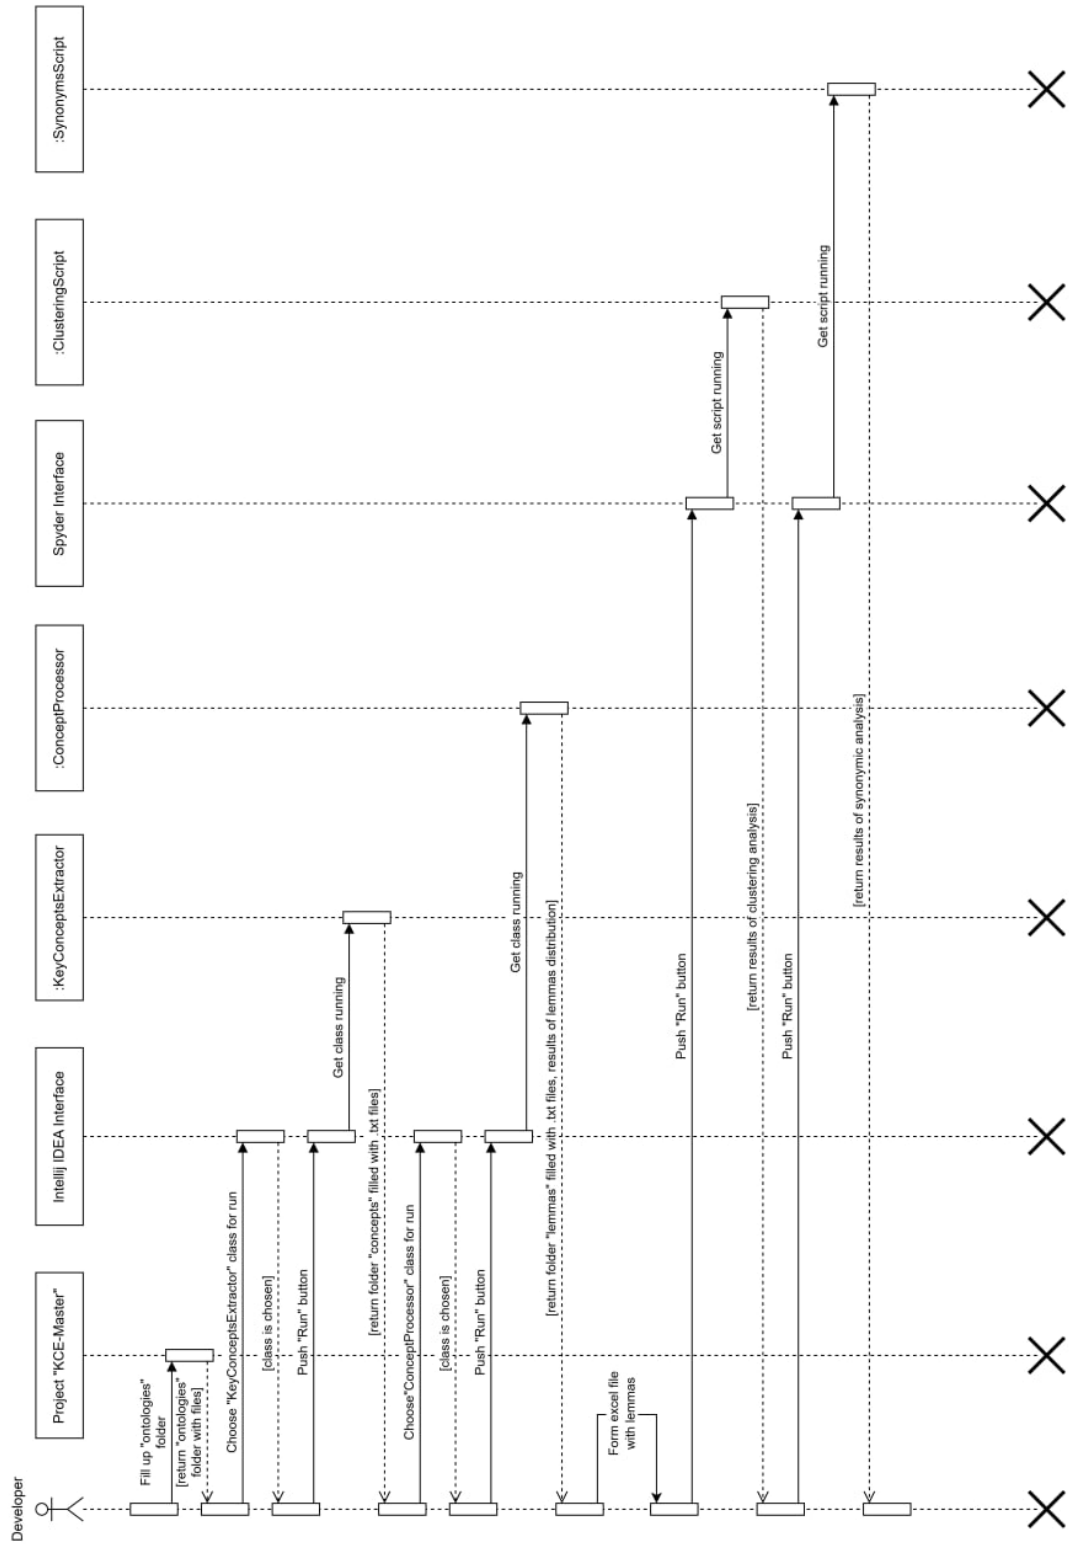 Developer
Project "KCE-Master"
Intellij IDEA Interface
:KeyConceptsExtractor
:ConceptProcessor
Spyder Interface
:ClusteringScript
:SynonymsScript
Fill up "ontologies"
folder
[return "ontologies"
folder with files]
Choose "KeyConceptsExtractor" class for run
[class is chosen]
Push "Run" button
Get class running
[return folder "concepts" filled with .txt files]
Choose"ConceptProcessor" class for run
[class is chosen]
Push "Run" button
Get class running
[return folder "lemmas" filled with .txt files, results of lemmas distribution]
Form excel file
with lemmas
Push "Run" button
Get script running
[return results of clustering analysis]
Push "Run" button
Get script running
[return results of synonymic analysis]